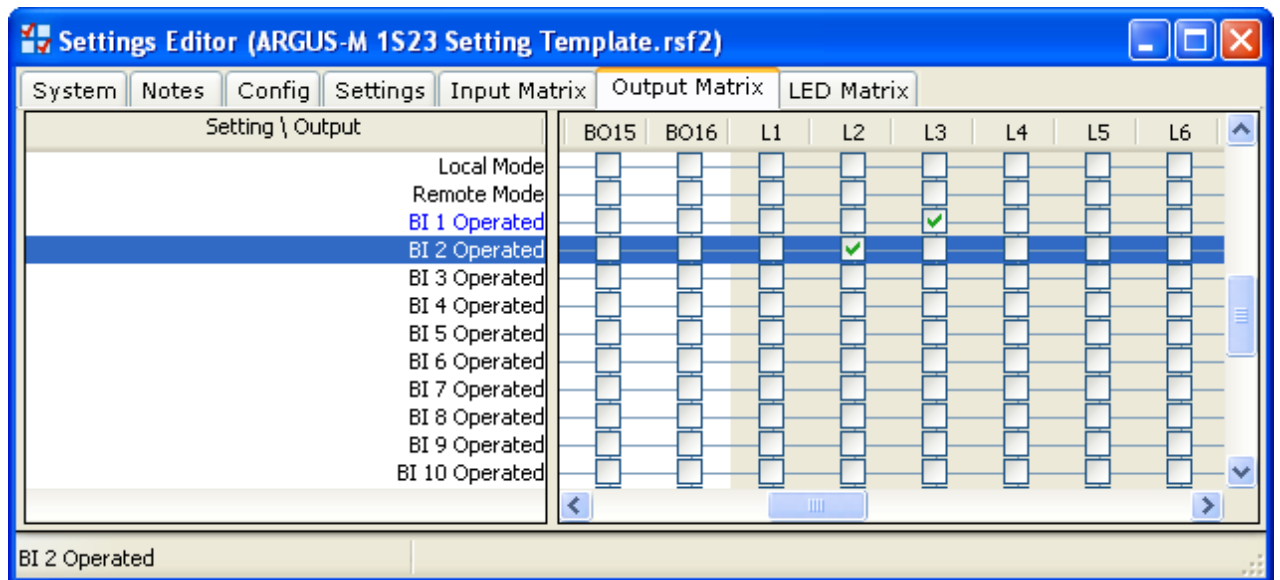 Settings Editor (ARGUS-M 1S23 Setting Template.rsf2)
System Notes Config Settings Input Matrix Output Matrix LED Matrix
Setting \ Output BO15 BO16 L1 L2 L3 L4 L5 L6
Local Mode
Remote Mode
BI 1 Operated
BI 2 Operated
BI 3 Operated
BI 4 Operated
BI 5 Operated
BI 6 Operated
BI 7 Operated
BI 8 Operated
BI 9 Operated
BI 10 Operated
BI 2 Operated